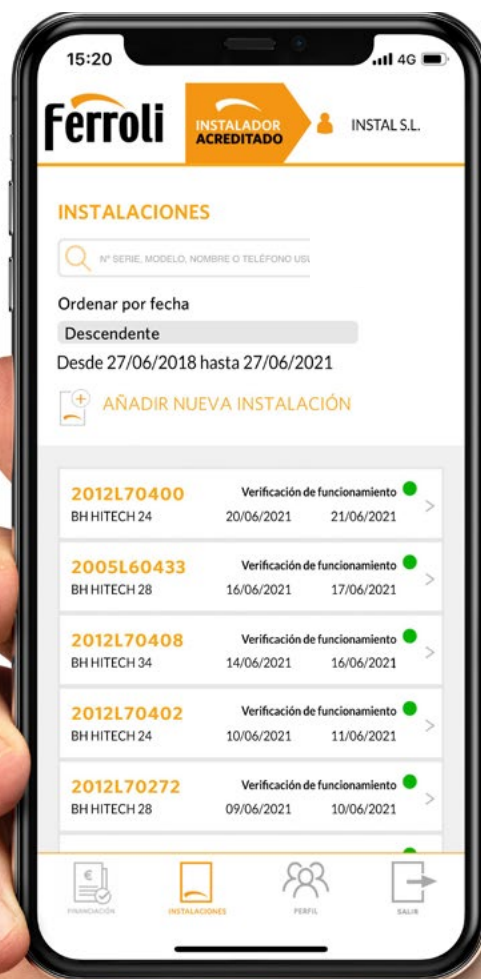 15:20
4G
Ferroli
INSTALADOR
ACREDITADO
INSTAL S.L.
INSTALACIONES
Nº SERIE, MODELO, NOMBRE O TELÉFONO USU
Ordenar por fecha
Descendente
Desde 27/06/2018 hasta 27/06/2021
AÑADIR NUEVA INSTALACIÓN
2012L70400 Verificación de funcionamiento
BH HITECH 24 20/06/2021 21/06/2021
2005L60433 Verificación de funcionamiento
BH HITECH 28 16/06/2021 17/06/2021
2012L70408 Verificación de funcionamiento
BH HITECH 34 14/06/2021 16/06/2021
2012L70402 Verificación de funcionamiento
BH HITECH 24 10/06/2021 11/06/2021
2012L70272 Verificación de funcionamiento
BH HITECH 28 09/06/2021 10/06/2021
€
FINANCIACIÓN INSTALACIONES PERFIL SALIR